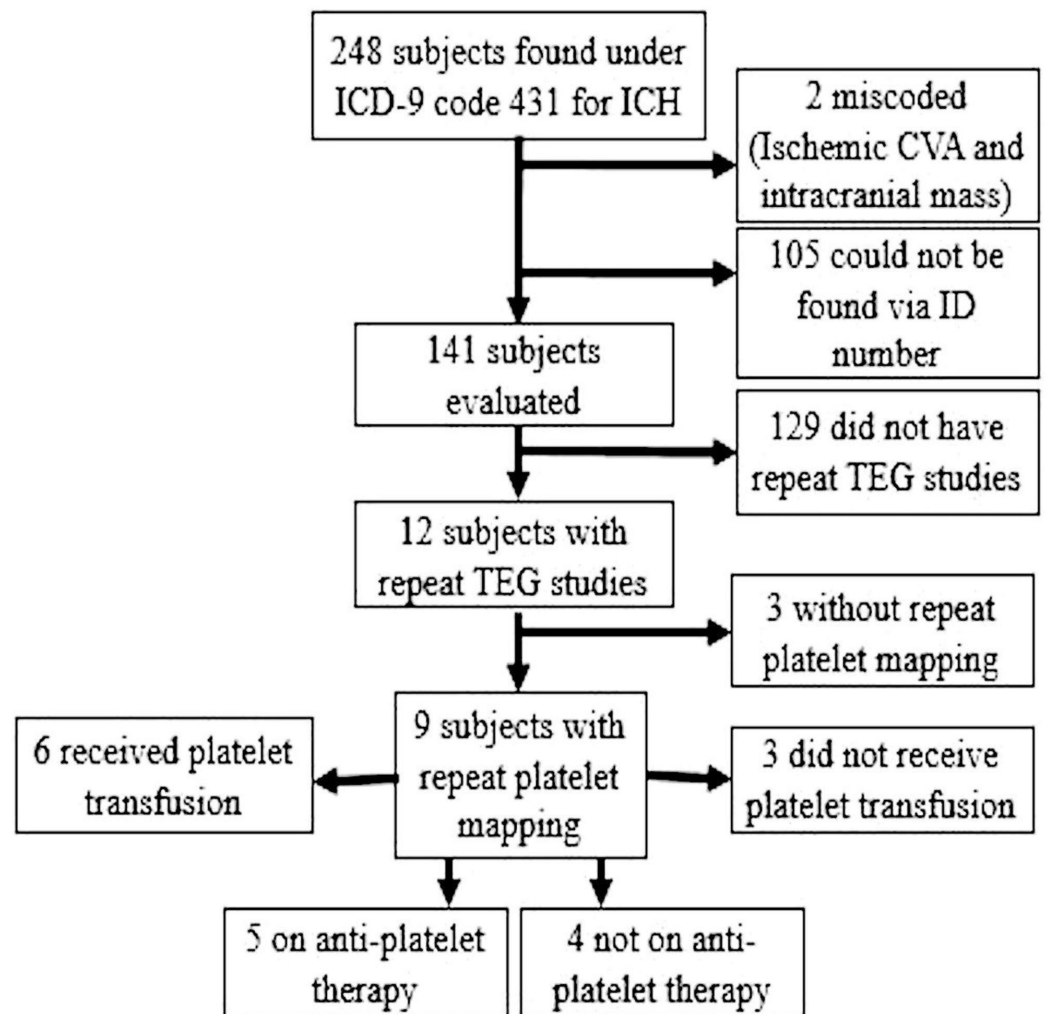 248 subjects found under
ICD-9 code 431 for ICH
2 miscoded
(Ischemic CVA and
intracranial mass)
105 could not be
found via ID
number
141 subjects
evaluated
129 did not have
repeat TEG studies
12 subjects with
repeat TEG studies
3 without repeat
platelet mapping
9 subjects with
repeat platelet
mapping
6 received platelet
transfusion
3 did not receive
platelet transfusion
5 on anti-platelet
therapy
4 not on anti-
platelet therapy